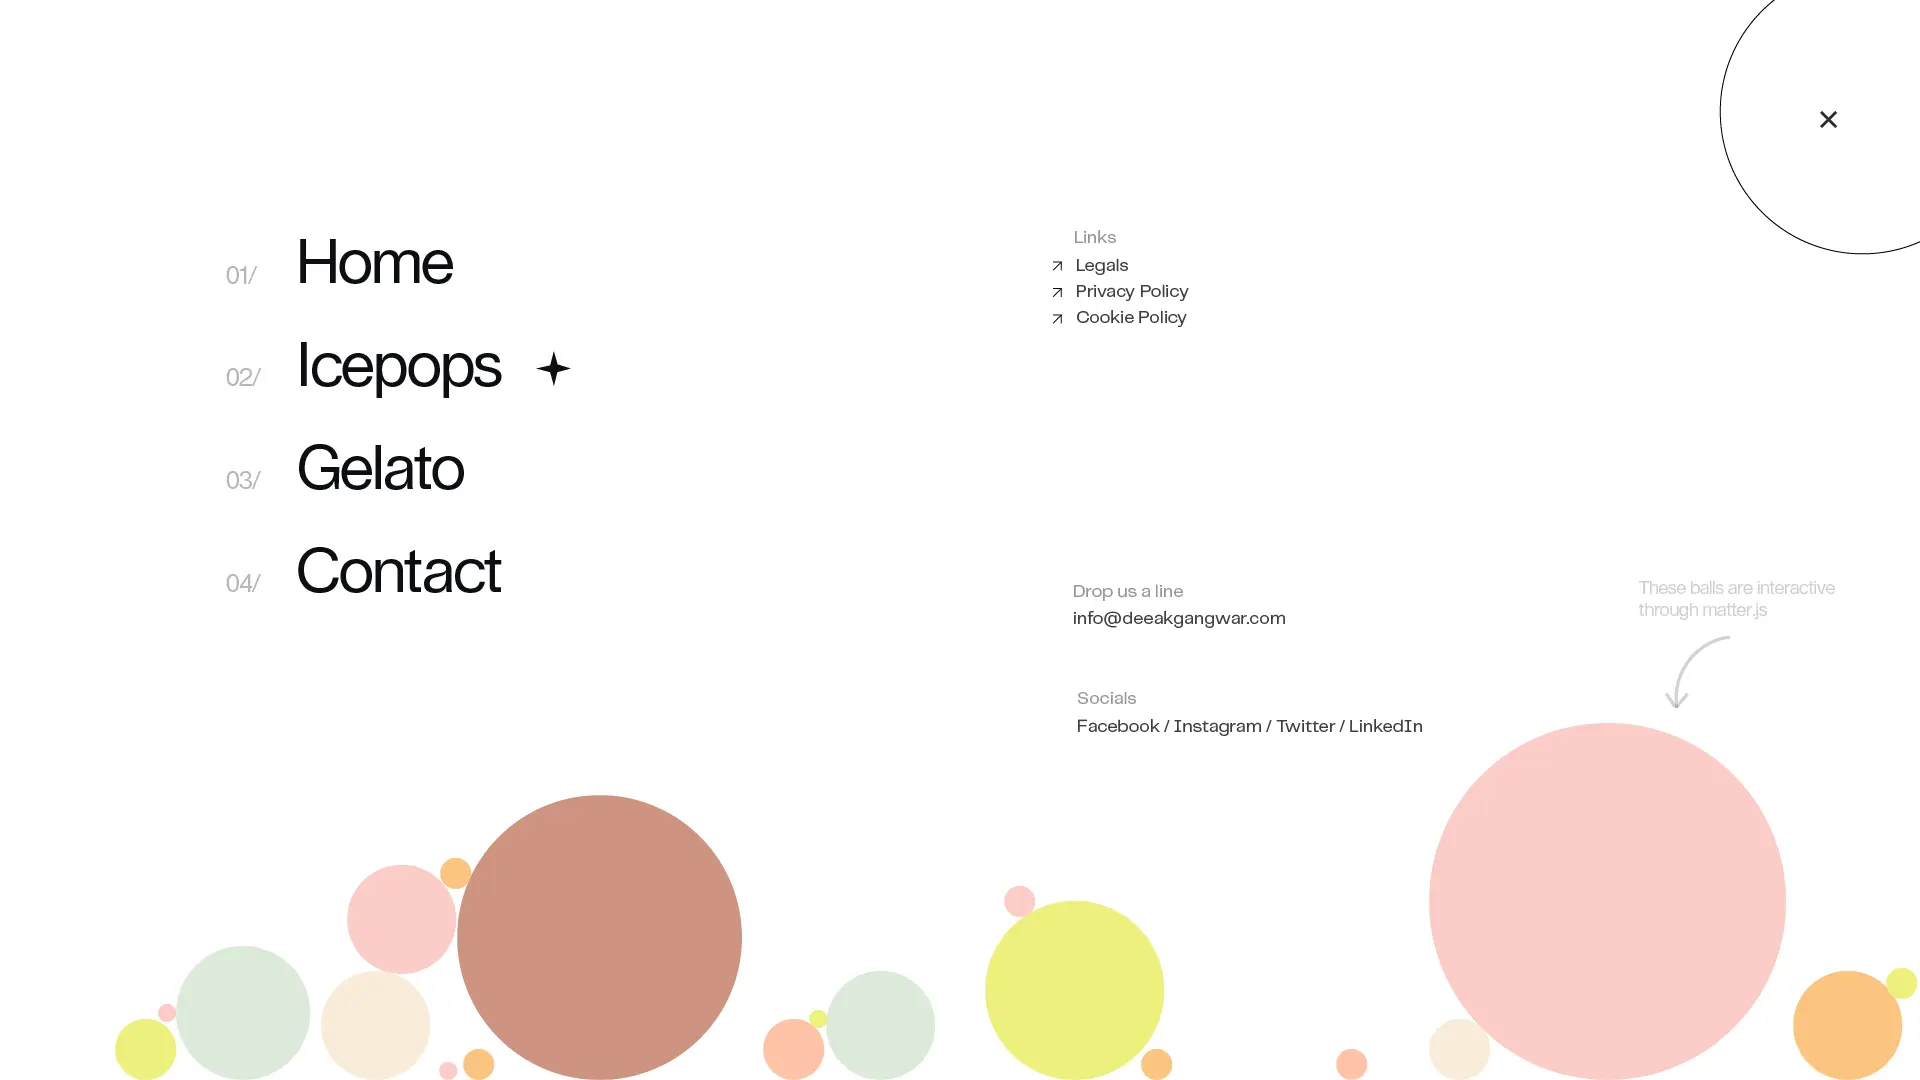 01/ Home
02/ Icepops
03/ Gelato
04/ Contact
Links
Legals
Privacy Policy
Cookie Policy
Drop us a line
info@deeakgangwar.com
Socials
Facebook / Instagram / Twitter / LinkedIn
These balls are interactive
through matter.js